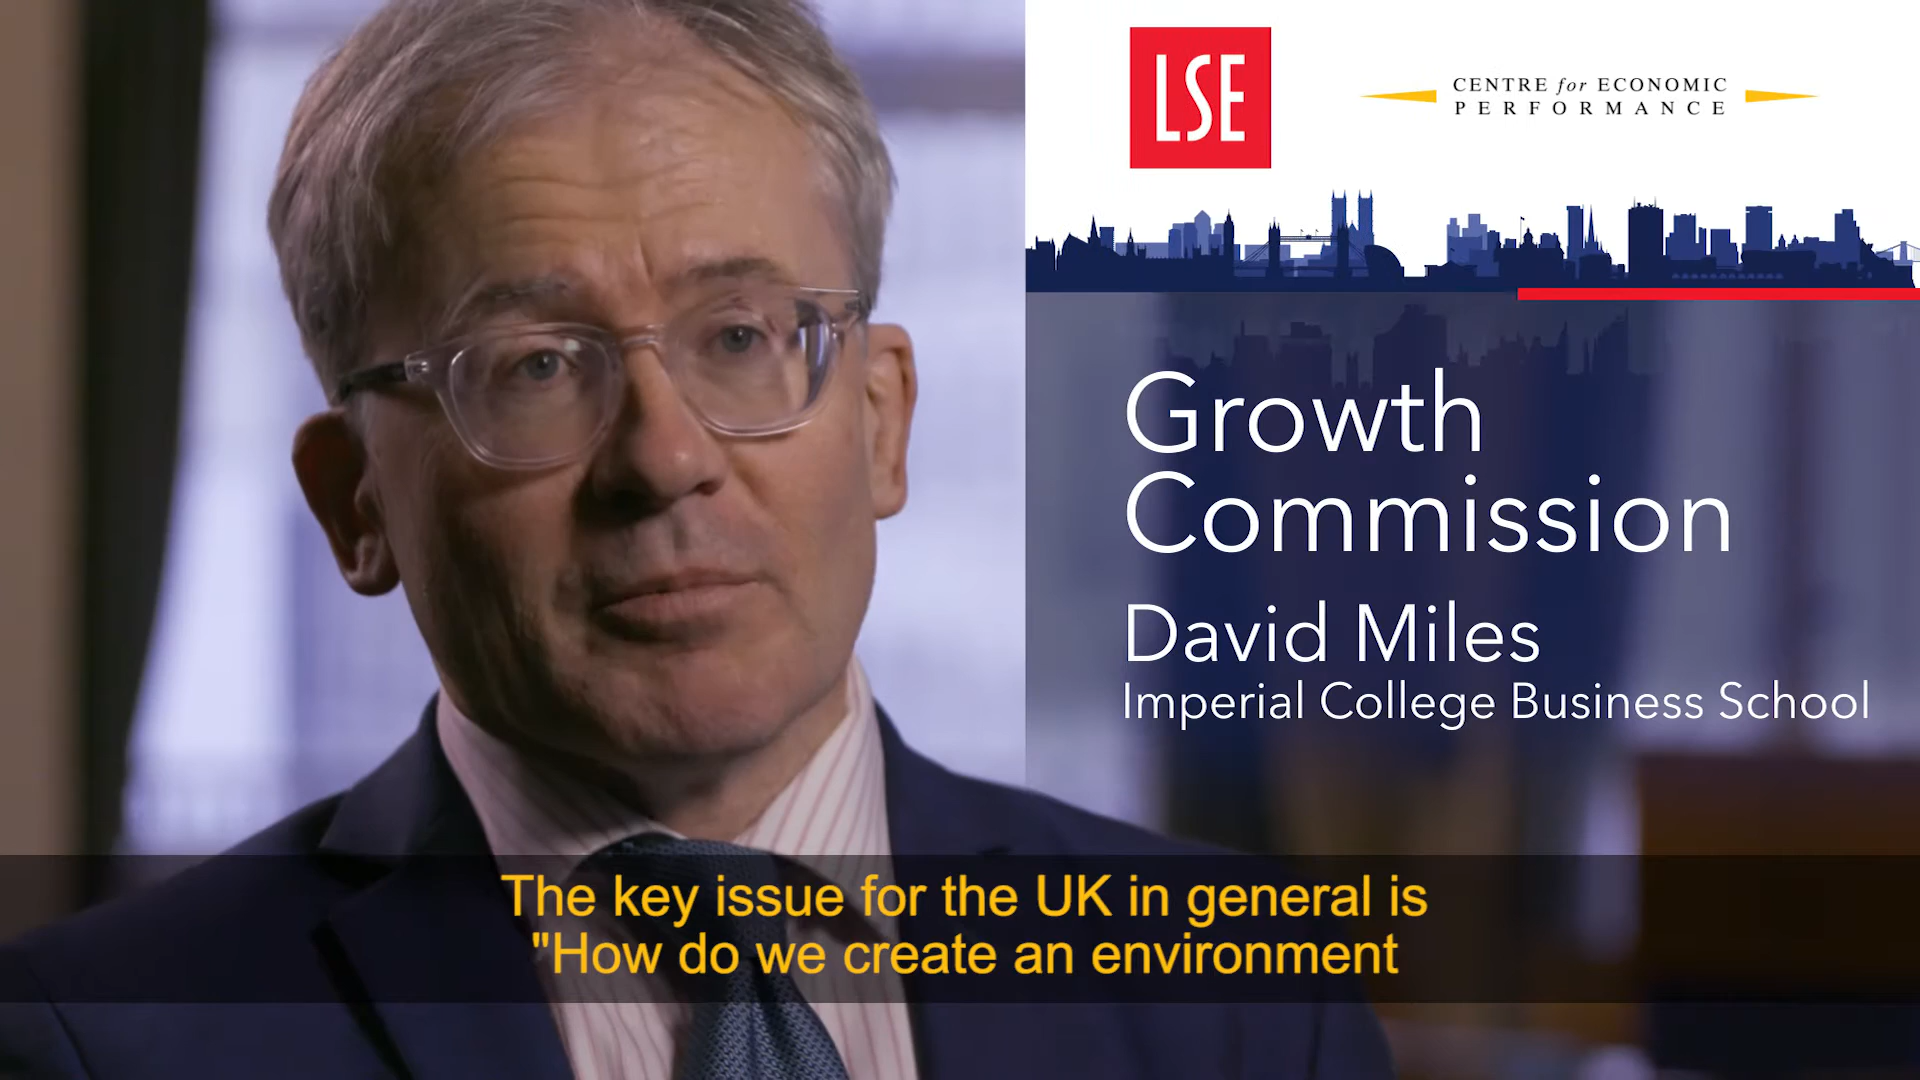 LSE
CENTRE for ECONOMIC
PERFORMANCE
Growth
Commission
David Miles
Imperial College Business School
The key issue for the UK in general is
"How do we create an environment